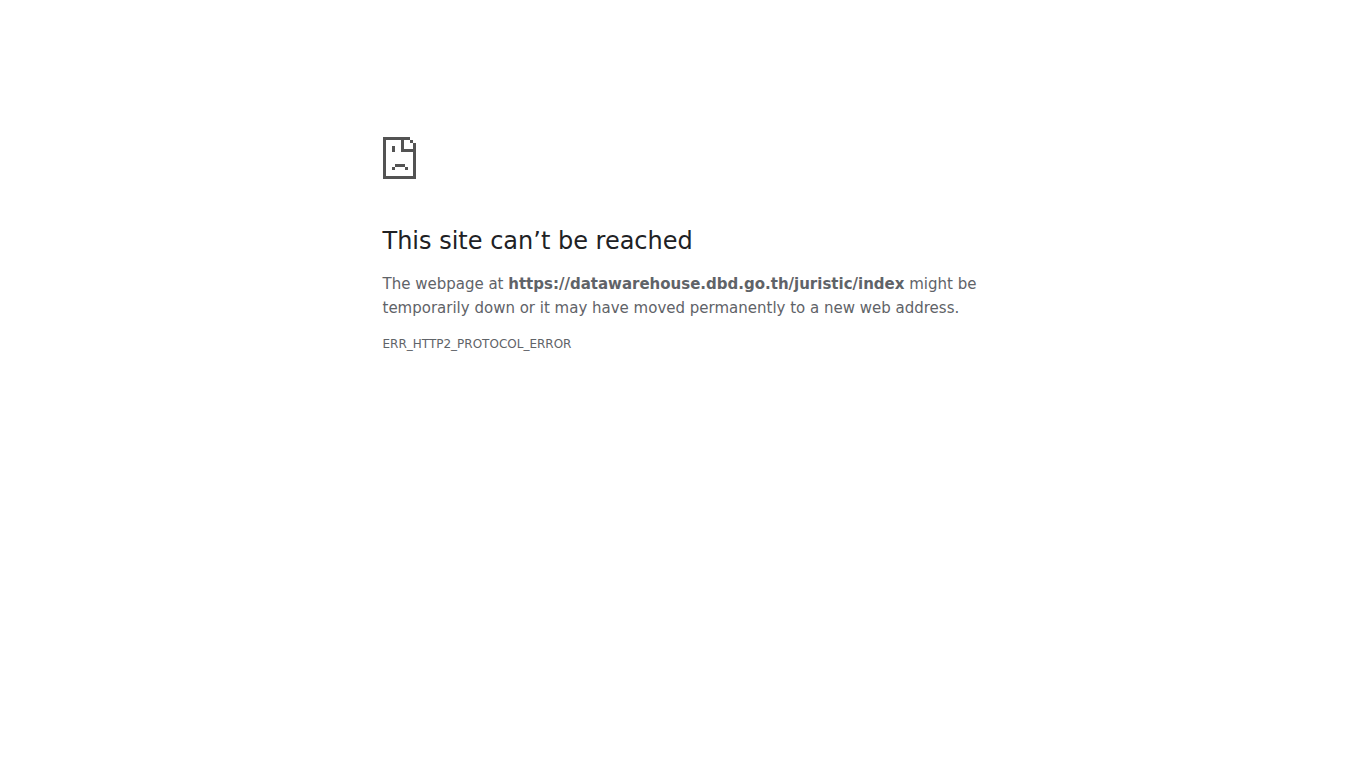 This site can’t be reached
The webpage at https://datawarehouse.dbd.go.th/juristic/index might be
temporarily down or it may have moved permanently to a new web address.
ERR_HTTP2_PROTOCOL_ERROR